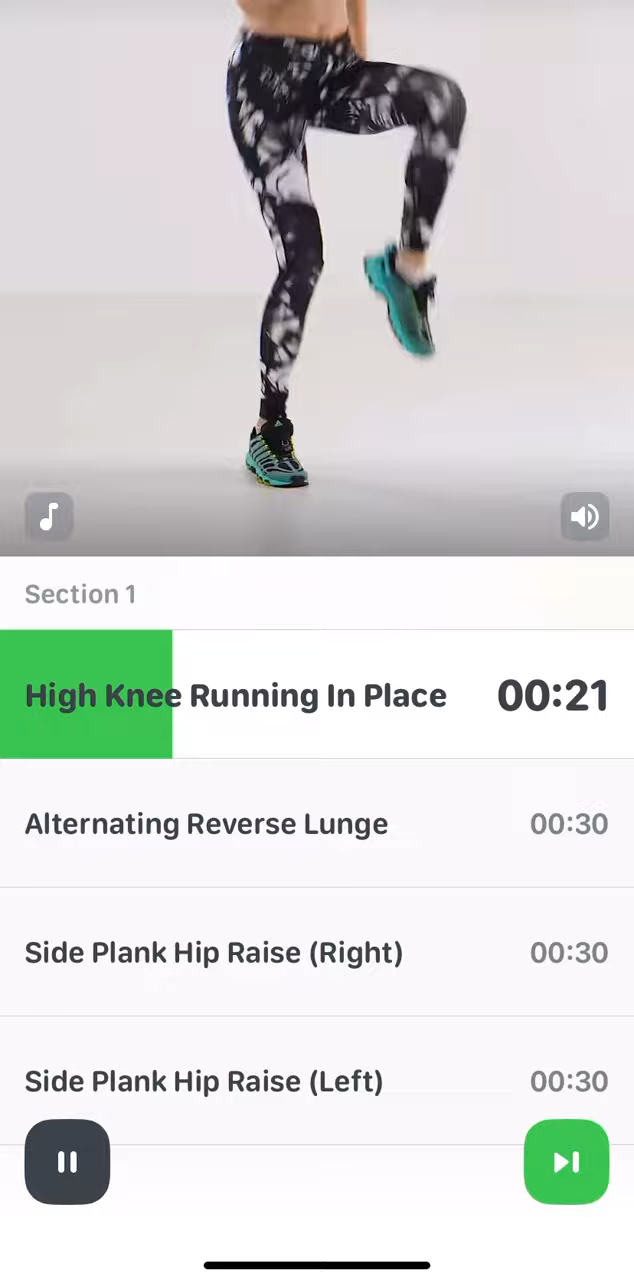 Section 1
High Knee Running In Place 00:21
Alternating Reverse Lunge 00:30
Side Plank Hip Raise (Right) 00:30
Side Plank Hip Raise (Left) 00:30